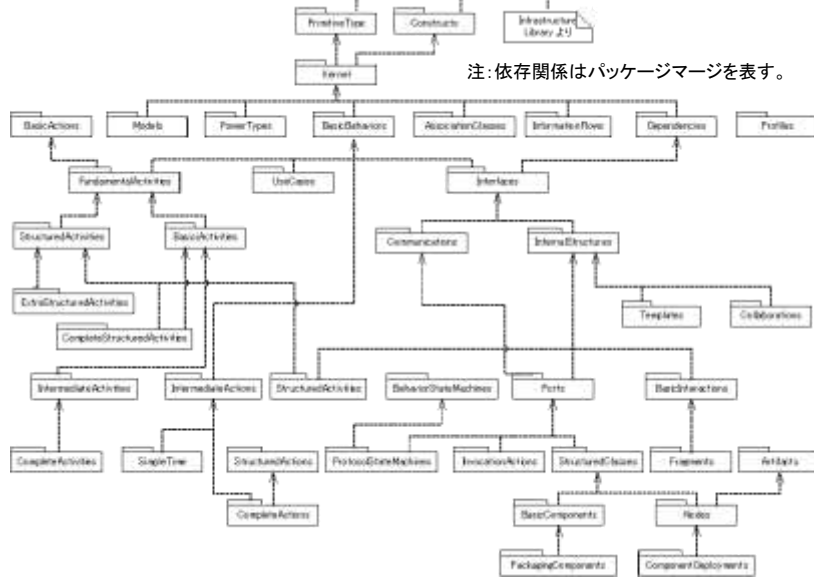 PrimitiveType
Constructs
Infrastructure
Library より
Kernel
注：依存関係はパッケージマージを表す。
BasicActions
Models
PowerTypes
BasicBehaviors
AssociationClasses
InformationFlows
Dependencies
Profiles
FundamentalActivities
UseCases
Interfaces
StructuredActivities
BasicActivities
Communications
InternalStructures
ExtraStructuredActivities
CompleteStructuredActivities
Templates
Collaborations
IntermediateActivities
IntermediateActions
StructuredActivities
BehaviorStateMachines
Ports
BasicInteractions
CompleteActivities
SimpleTime
StructuredActions
ProtocolStateMachines
InvocationActions
StructuredClasses
Fragments
CompleteActions
BasicComponents
Nodes
PackagingComponents
ComponentDeployments